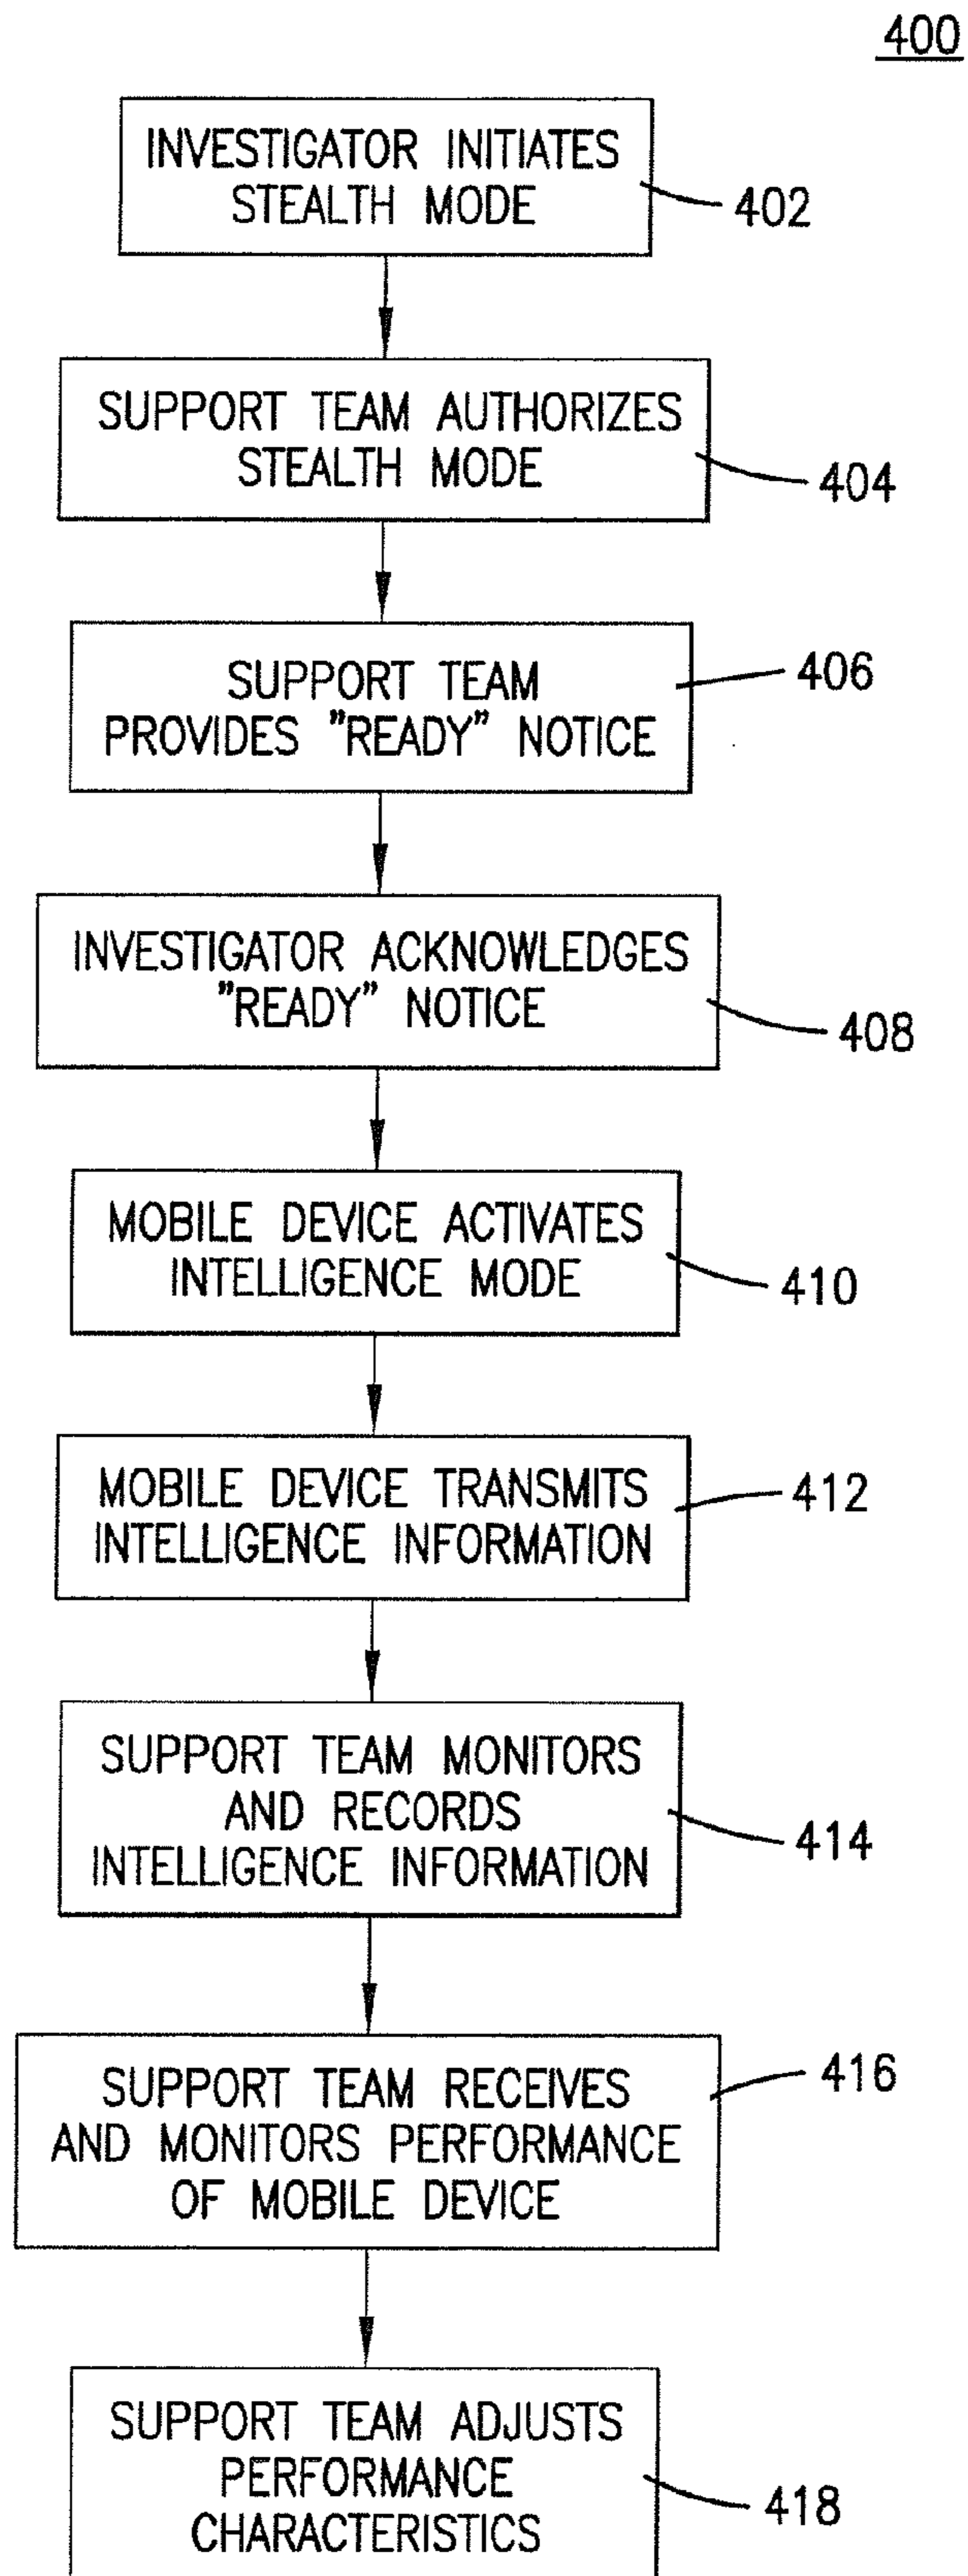 400
INVESTIGATOR INITIATES
STEALTH MODE
402
SUPPORT TEAM AUTHORIZES
STEALTH MODE
404
SUPPORT TEAM
PROVIDES "READY" NOTICE
406
INVESTIGATOR ACKNOWLEDGES
"READY" NOTICE
408
MOBILE DEVICE ACTIVATES
INTELLIGENCE MODE
410
MOBILE DEVICE TRANSMITS
INTELLIGENCE INFORMATION
412
SUPPORT TEAM MONITORS
AND RECORDS
INTELLIGENCE INFORMATION
414
SUPPORT TEAM RECEIVES
AND MONITORS PERFORMANCE
OF MOBILE DEVICE
416
SUPPORT TEAM ADJUSTS
PERFORMANCE
CHARACTERISTICS
418